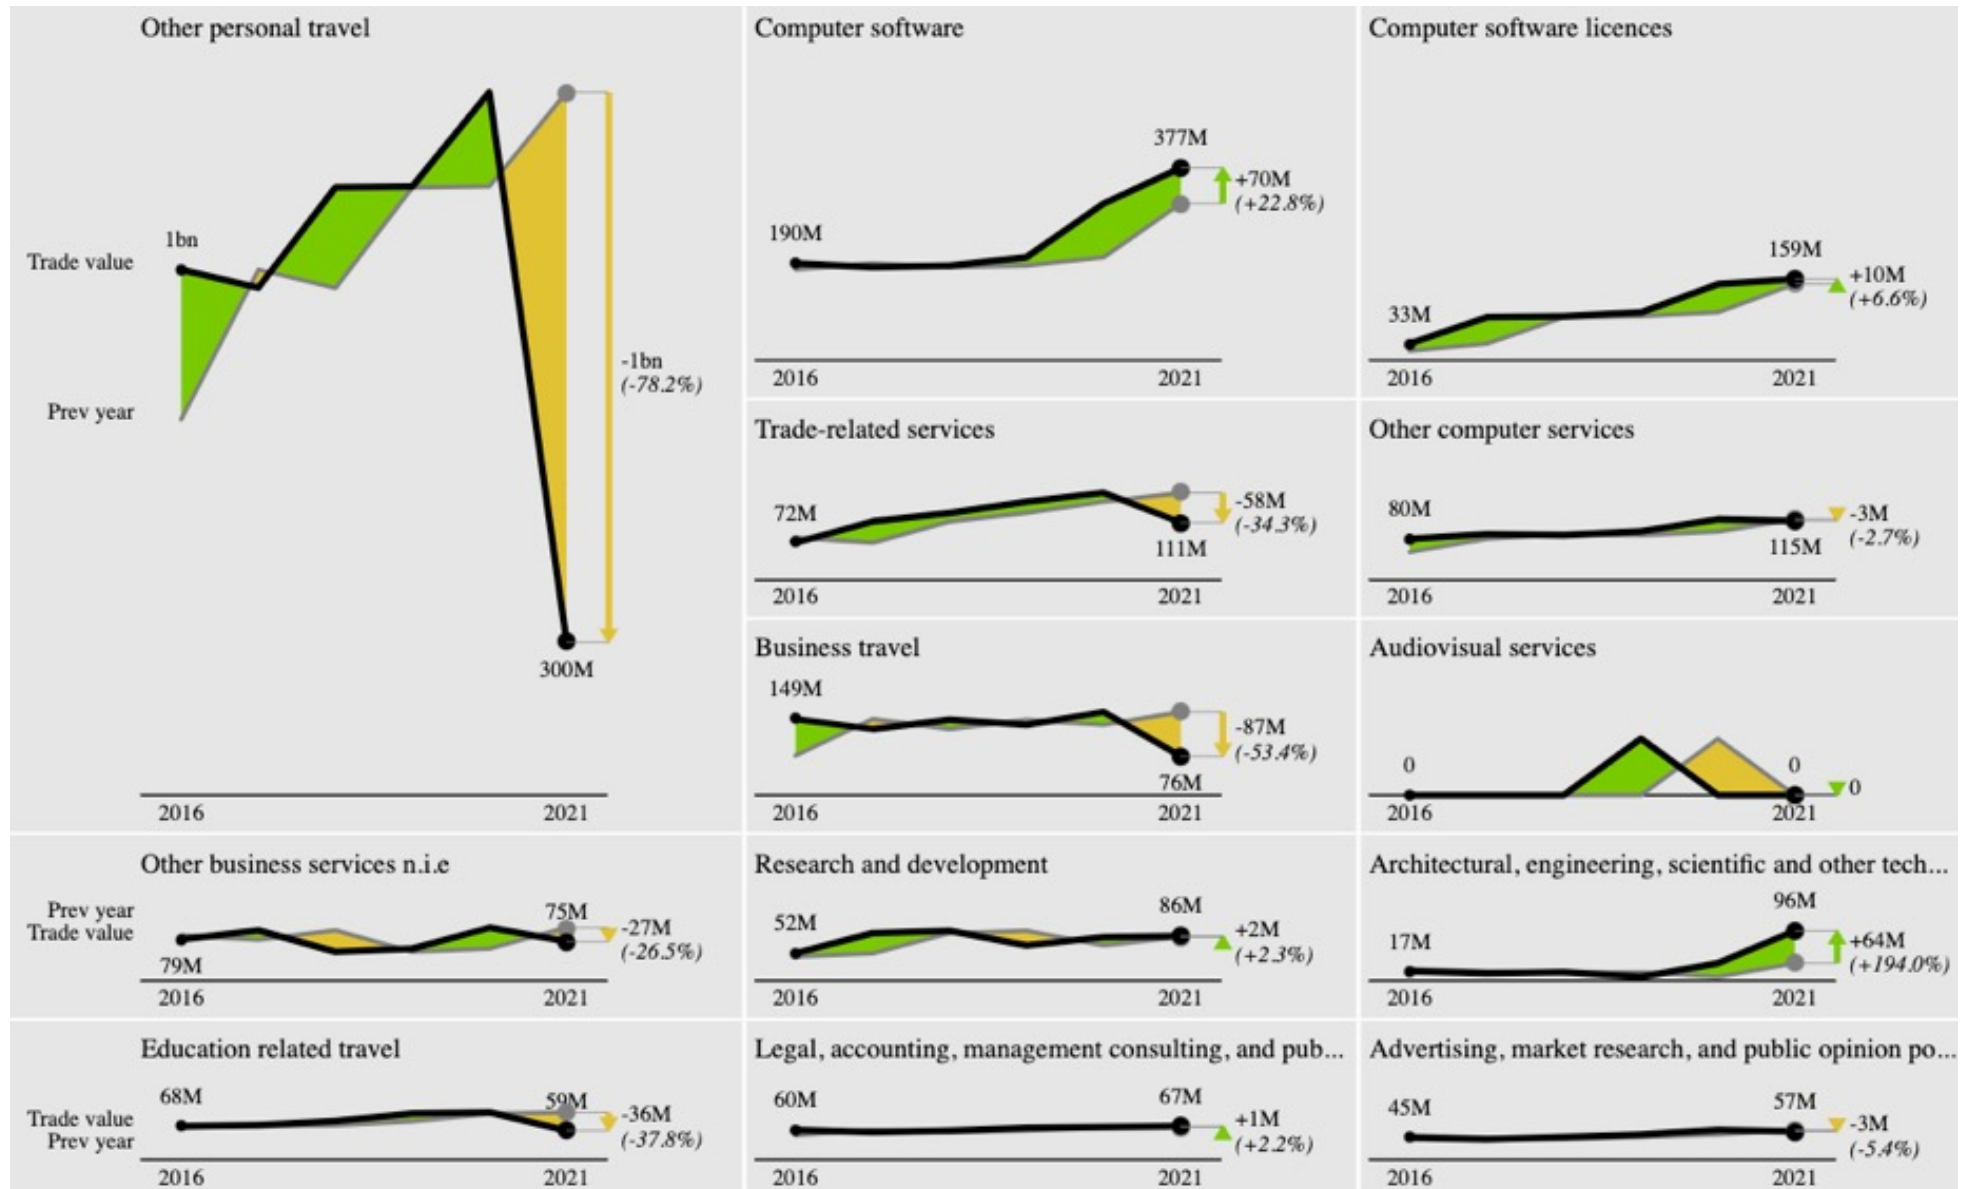 Other personal travel
1bn
Trade value
Prev year
-1bn
(-78.2%)
300M
2016
2021
Computer software
377M
+70M
(+22.8%)
190M
2016
2021
Computer software licences
159M
+10M
(+6.6%)
33M
2016
2021
Trade-related services
72M
-58M
(-34.3%)
111M
2016
2021
Other computer services
80M
-3M
(-2.7%)
115M
2016
2021
Business travel
149M
-87M
(-53.4%)
76M
2016
2021
Audiovisual services
0
0
0
2016
2021
Other business services n.i.e
Prev year
Trade value
75M
-27M
(-26.5%)
79M
2016
2021
Research and development
52M
86M
+2M
(+2.3%)
2016
2021
Architectural, engineering, scientific and other tech...
96M
17M
+64M
(+194.0%)
2016
2021
Education related travel
68M
59M
Trade value
Prev year
-36M
(-37.8%)
2016
2021
Legal, accounting, management consulting, and pub...
60M
67M
+1M
(+2.2%)
2016
2021
Advertising, market research, and public opinion po...
45M
57M
-3M
(-5.4%)
2016
2021